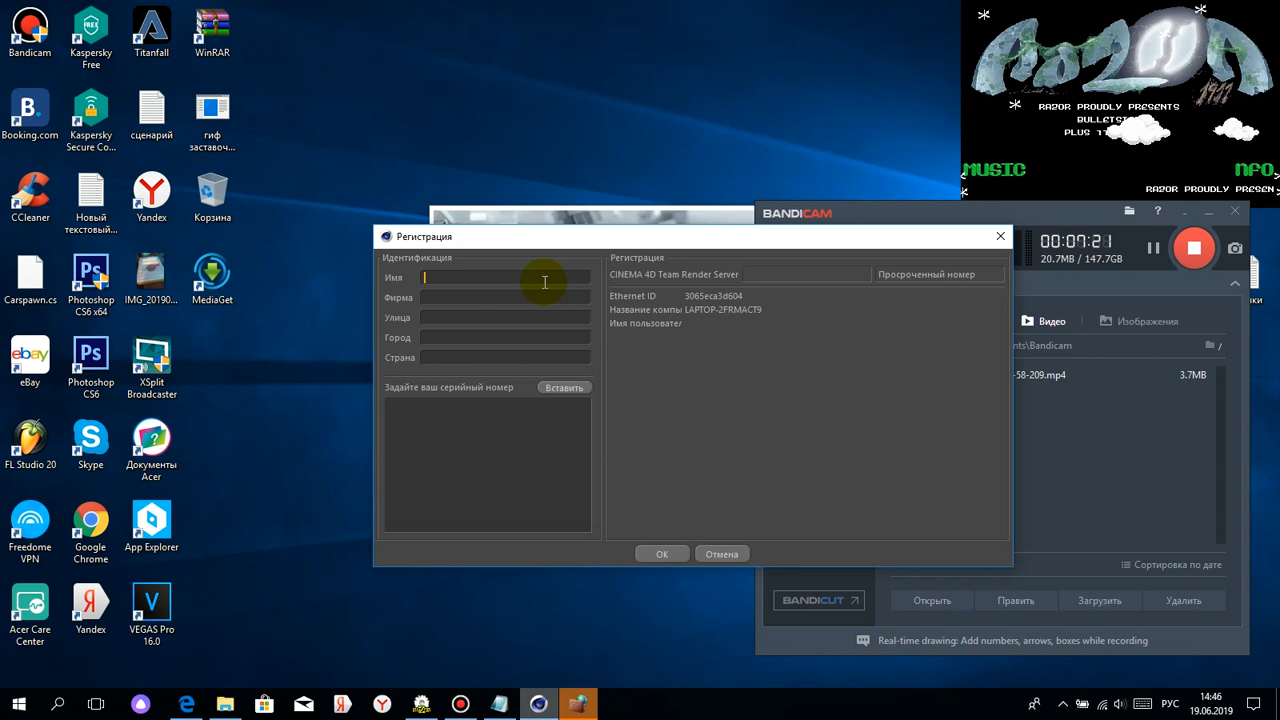 Bandicam
Kaspersky
Free
Titanfall
WinRAR
Booking.com
Kaspersky
Secure Co...
сценарий
гиф
заставоч...
CCleaner
Новый
текстовый...
Yandex
Корзина
Carspawn.cs
Photoshop
CS6 x64
IMG_20190...
MediaGet
eBay
Photoshop
CS6
XSplit
Broadcaster
FL Studio 20
Skype
Документы
Acer
Freedome
VPN
Google
Chrome
App Explorer
Acer Care
Center
Yandex
VEGAS Pro
16.0
RAZOR PROUDLY PRESENTS
PLUS
MUSIC
NFO
RAZOR PROUDLY PRESEN
BANDICAM
00:07:21
20.7MB / 147.7GB
Видео
Изображения
nts\Bandicam
/
-58-209.mp4
3.7MB
Сортировка по дате
BANDICUT
Открыть
Править
Загрузить
Удалить
Real-time drawing: Add numbers, arrows, boxes while recording
Регистрация
Идентификация
Имя
Фирма
Улица
Город
Страна
Задайте ваш серийный номер
Вставить
Регистрация
CINEMA 4D Team Render Server
Просроченный номер
Ethernet ID 3065eca3d604
Название компы LAPTOP-2FRMACT9
Имя пользовател
OK
Отмена
РУС
14:46
19.06.2019